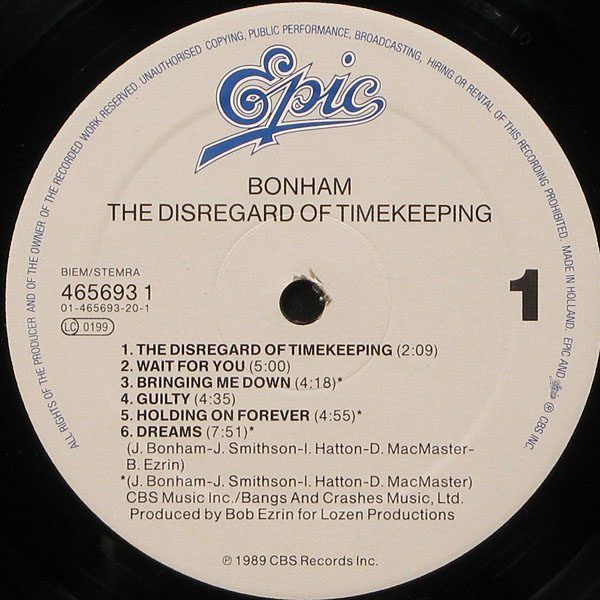 ALL RIGHTS OF THE PRODUCER AND OF THE OWNER OF THE RECORDED WORK RESERVED. UNAUTHORISED COPYING, PUBLIC PERFORMANCE, BROADCASTING, HIRING OR RENTAL OF THIS RECORDING PROHIBITED. MADE IN HOLLAND. EPIC AND ℗ CBS INC.
Epic
BONHAM
THE DISREGARD OF TIMEKEEPING
BIEM/STEMRA
465693 1
01-465693-20-1
LC 0199
1
1. THE DISREGARD OF TIMEKEEPING (2:09)
2. WAIT FOR YOU (5:00)
3. BRINGING ME DOWN (4:18)*
4. GUILTY (4:35)
5. HOLDING ON FOREVER (4:55)*
6. DREAMS (7:51)*
(J. Bonham-J. Smithson-I. Hatton-D. MacMaster-
B. Ezrin)
*(J. Bonham-J. Smithson-I. Hatton-D. MacMaster)
CBS Music Inc./Bangs And Crashes Music, Ltd.
Produced by Bob Ezrin for Lozen Productions
℗ 1989 CBS Records Inc.